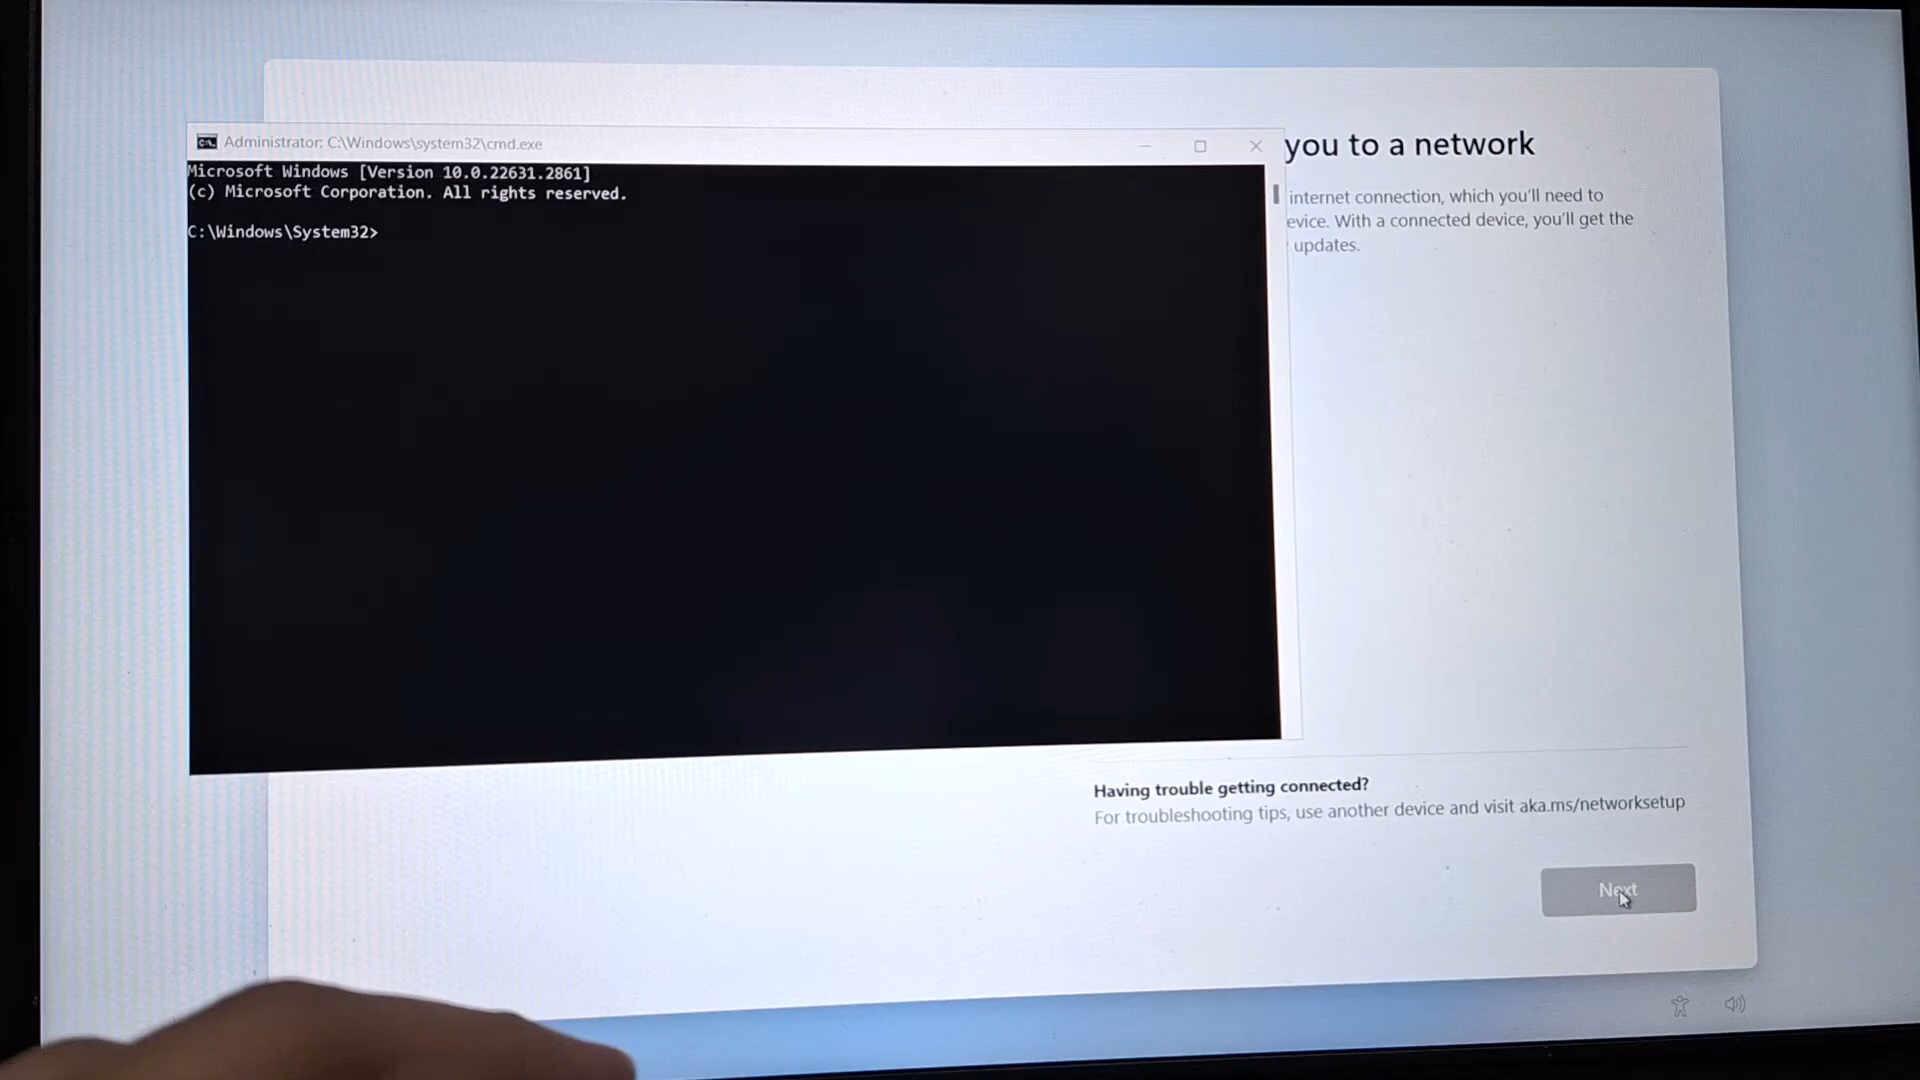 Administrator: C:\Windows\system32\cmd.exe
Microsoft Windows [Version 10.0.22631.2861]
(c) Microsoft Corporation. All rights reserved.
C:\Windows\System32>
you to a network
internet connection, which you'll need to
evice. With a connected device, you'll get the
updates.
Having trouble getting connected?
For troubleshooting tips, use another device and visit aka.ms/networksetup
Next